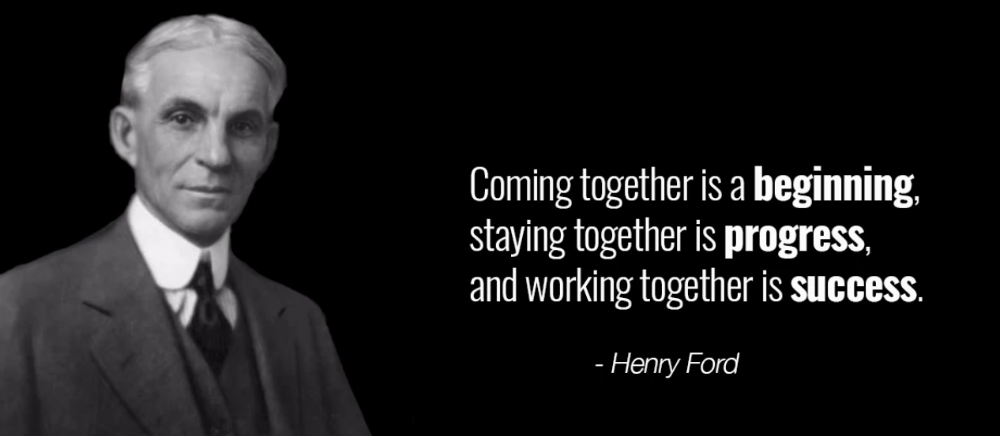 Coming together is a beginning,
staying together is progress,
and working together is success.
- Henry Ford